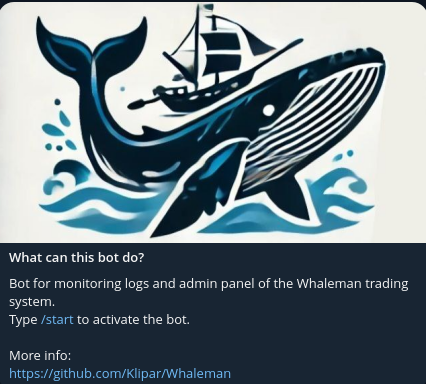 What can this bot do?
Bot for monitoring logs and admin panel of the Whaleman trading
system.
Type /start to activate the bot.
More info:
https://github.com/Klipar/Whaleman